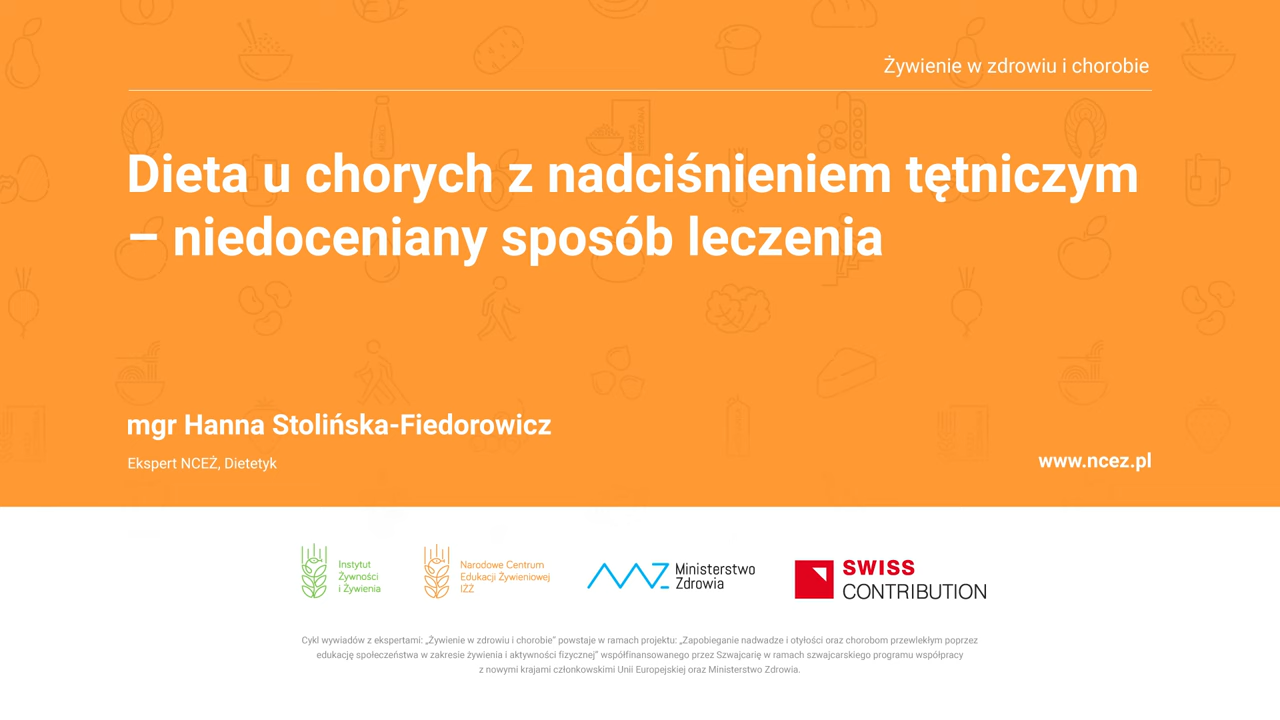 Żywienie w zdrowiu i chorobie
Dieta u chorych z nadciśnieniem tętniczym
– niedoceniany sposób leczenia
mgr Hanna Stolińska-Fiedorowicz
Ekspert NCEŻ, Dietetyk
www.ncez.pl
Instytut
Żywności
i Żywienia
Narodowe Centrum
Edukacji Żywieniowej
IŻŻ
Ministerstwo
Zdrowia
SWISS
CONTRIBUTION
Cykl wywiadów z ekspertami: „Żywienie w zdrowiu i chorobie” powstaje w ramach projektu: „Zapobieganie nadwadze i otyłości oraz chorobom przewlekłym poprzez
edukację społeczeństwa w zakresie żywienia i aktywności fizycznej” współfinansowanego przez Szwajcarię w ramach szwajcarskiego programu współpracy
z nowymi krajami członkowskimi Unii Europejskiej oraz Ministerstwo Zdrowia.